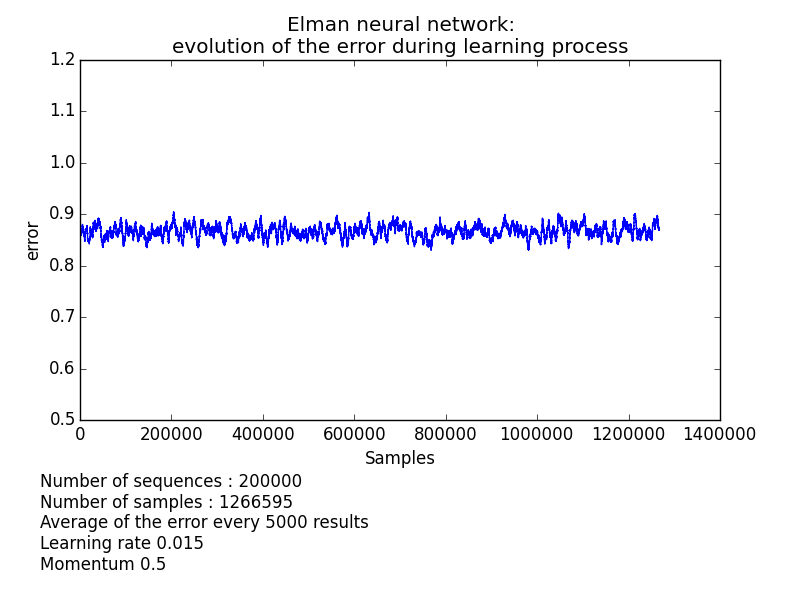 Elman neural network:
evolution of the error during learning process
1.2
1.1
1.0
0.9
0.8
0.7
0.6
0.5
error
0 200000 400000 600000 800000 1000000 1200000 1400000
Samples
Number of sequences : 200000
Number of samples : 1266595
Average of the error every 5000 results
Learning rate 0.015
Momentum 0.5